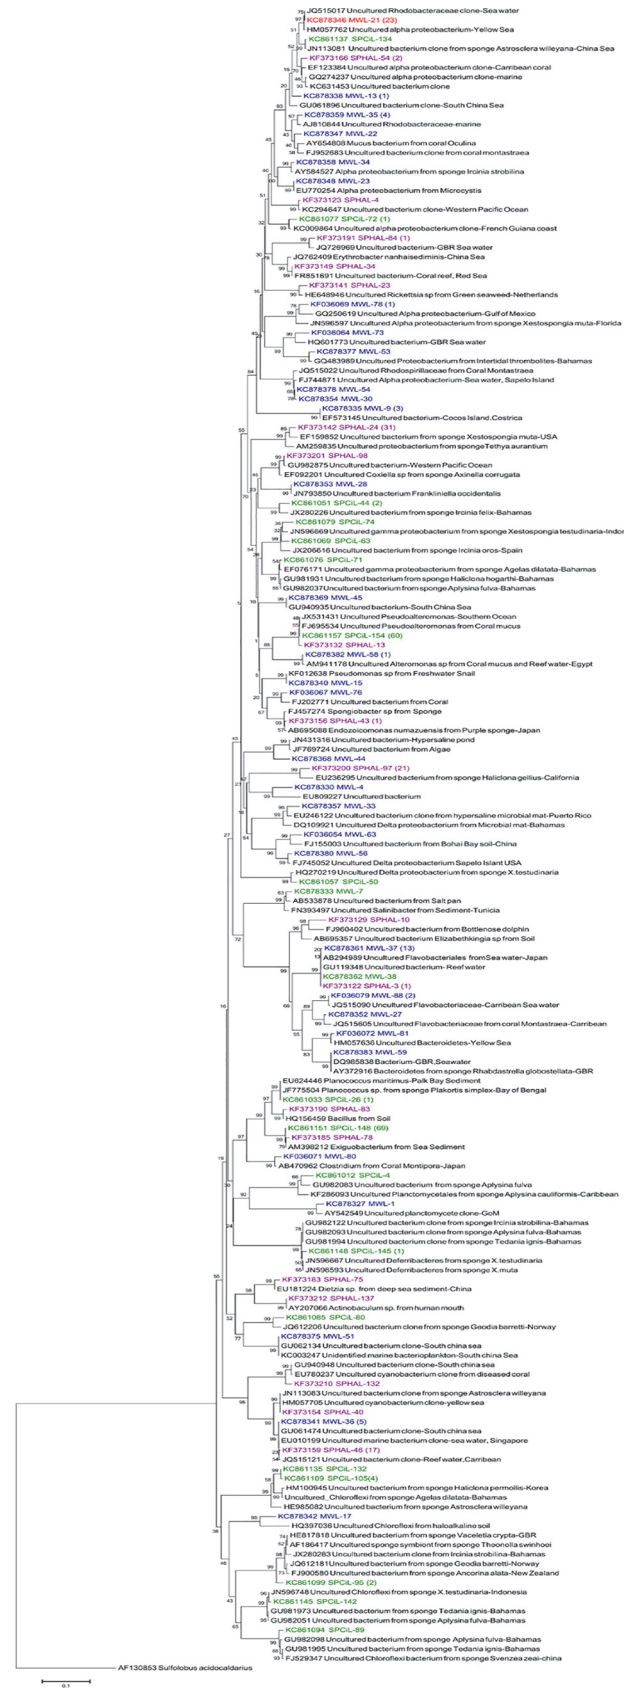 JQ515017 Uncultured Rhodobacteraceae clone-Sea water
KC878346 MWL-21 (23)
HM057762 Uncultured alpha proteobacterium-Yellow Sea
KC861137 SPCiL-134
JN113081 Uncultured bacterium clone from sponge Astrosclera willeyana-China Sea
KF373166 SPHAL-54 (2)
EF123384 Uncultured alpha proteobacterium clone-Carribean coral
GQ274237 Uncultured alpha proteobacterium clone-marine
KC631453 Uncultured bacterium clone
KC878338 MWL-13 (1)
GU061896 Uncultured bacterium clone-South China Sea
KC878359 MWL-35 (4)
AJ810844 Uncultured Rhodobacteraceae-marine
KC878347 MWL-22
AY654808 Mucus bacterium from coral Oculina
FJ952683 Uncultured bacterium clone from coral montastraea
KC878358 MWL-34
AY584527 Alpha proteobacterium from sponge Ircinia strobilina
KC878348 MWL-23
EU770254 Alpha proteobacterium from Microcystis
KF373123 SPHAL-4
KC294647 Uncultured bacterium clone-Western Pacific Ocean
KC861077 SPCiL-72 (1)
KC009864 Uncultured alpha proteobacterium clone-French Guiana coast
KF373191 SPHAL-84 (1)
JQ726969 Uncultured bacterium-GBR Sea water
JQ762409 Erythrobacter nanhaisediminis-China Sea
KF373149 SPHAL-34
FR851691 Uncultured bacterium-Coral reef, Red Sea
KF373141 SPHAL-23
HE648946 Uncultured Rickettsia sp from Green seaweed-Netherlands
KF036069 MWL-78 (1)
GQ250619 Uncultured Alpha proteobacterium-Gulf of Mexico
JN596597 Uncultured Alpha proteobacterium from sponge Xestospongia muta-Florida
KF036064 MWL-73
HQ601773 Uncultured bacterium-GBR Sea water
KC878377 MWL-53
GQ483989 Uncultured Proteobacterium from Intertidal thrombolites-Bahamas
JQ515022 Uncultured Rhodospirillaceae from Coral Montastraea
FJ744871 Uncultured Alpha proteobacterium-Sea water, Sapelo Island
KC878378 MWL-54
KC878354 MWL-30
KC878335 MWL-9 (3)
EF573145 Uncultured bacterium-Cocos Island.Costrica
KF373142 SPHAL-24 (31)
EF159852 Uncultured bacterium from sponge Xestospongia muta-USA
AM259835 Uncultured proteobacterium from spongeTethya aurantium
KF373201 SPHAL-98
GU982875 Uncultured bacterium-Western Pacific Ocean
EF092201 Uncultured Coxiella sp from sponge Axinella corrugata
KC878353 MWL-28
JN793850 Uncultured bacterium Frankliniella occidentalis
KC861051 SPCiL-44 (2)
JX280226 Uncultured bacterium from sponge Ircinia felix-Bahamas
KC861079 SPCiL-74
JN596669 Uncultured gamma proteobacterium from sponge Xestospongia testudinaria-Indor
KC861069 SPCiL-63
JX206616 Uncultured bacterium from sponge Ircinia oros-Spain
KC861076 SPCiL-71
EF076171 Uncultured gamma proteobacterium from sponge Agelas dilatata-Bahamas
GU981931 Uncultured bacterium from sponge Haliclona hogarthi-Bahamas
GU982037 Uncultured bacterium from sponge Aplysina fulva-Bahamas
KC878369 MWL-45
GU940935 Uncultured bacterium-South China Sea
JX531431 Uncultured Pseudoalteromonas-Southern Ocean
FJ695534 Uncultured Pseudoalteromonas from Coral mucus
KC861157 SPCiL-154 (60)
KF373132 SPHAL-13
KC878382 MWL-58 (1)
AM941178 Uncultured Alteromonas sp from Coral mucus and Reef water-Egypt
KF012638 Pseudomonas sp from Freshwater Snail
KC878340 MWL-15
KF036067 MWL-76
FJ202771 Uncultured bacterium from Coral
FJ457274 Spongiobacter sp from Sponge
KF373156 SPHAL-43 (1)
AB695088 Endozoicomonas numazuensis from Purple sponge-Japan
JN431316 Uncultured bacterium-Hypersaline pond
JF769724 Uncultured bacterium from Algae
KC878368 MWL-44
KF373200 SPHAL-97 (21)
EU236295 Uncultured bacterium from sponge Haliclona gellius-California
KC878330 MWL-4
EU809227 Uncultured bacterium
KC878357 MWL-33
EU246122 Uncultured bacterium clone from hypersaline microbial mat-Puerto Rico
DQ109921 Uncultured Delta proteobacterium from Microbial mat-Bahamas
KF036054 MWL-63
FJ155003 Uncultured bacterium from Bohai Bay soil-China
KC878380 MWL-56
FJ745052 Uncultured Delta proteobacterium Sapelo Islant USA
HQ270219 Uncultured Delta proteobacterium from sponge X.testudinaria
KC861057 SPCiL-50
KC878333 MWL-7
AB533878 Uncultured bacterium from Salt pan
FN393497 Uncultured Salinibacter from Sediment-Tunicia
KF373129 SPHAL-10
FJ960402 Uncultured bacterium from Bottlenose dolphin
AB695357 Uncultured bacterium Elizabethkingia sp from Soil
KC878361 MWL-37 (13)
AB294989 Uncultured Flavobacteriales from Sea water-Japan
GU119348 Uncultured bacterium- Reef water
KC878362 MWL-38
KF373122 SPHAL-3 (1)
KF036079 MWL-88 (2)
JQ515090 Uncultured Flavobacteriaceae-Carribean Sea water
KC878352 MWL-27
JQ515605 Uncultured Flavobacteriaceae from coral Montastraea-Carribean
KF036072 MWL-81
HM057636 Uncultured Bacteroidetes-Yellow Sea
KC878383 MWL-59
DQ985838 Bacterium-GBR,Seawater
AY372916 Bacteroidetes from sponge Rhabdastrella globostellata-GBR
EU624446 Planococcus maritimus-Palk Bay Sediment
JF775504 Planococcus sp. from sponge Plakortis simplex-Bay of Bengal
KC861033 SPCiL-26 (1)
KF373190 SPHAL-83
HQ156459 Bacillus from Soil
KC861151 SPCiL-148 (69)
KF373185 SPHAL-78
AM398212 Exiguobacterium from Sea Sediment
KF036071 MWL-80
AB470962 Clostridium from Coral Montipora-Japan
KC861012 SPCiL-4
GU982083 Uncultured bacterium from sponge Aplysina fulva
KF286093 Uncultured Planctomycetales from sponge Aplysina cauliformis-Caribbean
KC878327 MWL-1
AY542549 Uncultured planctomycete clone-GoM
GU982122 Uncultured bacterium clone from sponge Ircinia strobilina-Bahamas
GU982093 Uncultured bacterium clone from sponge Aplysina fulva-Bahamas
GU981994 Uncultured bacterium clone from sponge Tedania ignis-Bahamas
KC861148 SPCiL-145 (1)
JN596667 Uncultured Deferribacteres from sponge X.testudinaria
JN596593 Uncultured Deferribacteres from sponge X.muta
KF373183 SPHAL-75
EU181224 Dietzia sp. from deep sea sediment-China
KF373212 SPHAL-137
AY207066 Actinobaculum sp. from human mouth
KC861085 SPCiL-80
JQ612206 Uncultured bacterium clone from sponge Geodia barretti-Norway
KC878375 MWL-51
GU062134 Uncultured bacterium clone-South china sea
KC003247 Unidentified marine bacterioplankton-South china Sea
GU940948 Uncultured bacterium clone-South china sea
EU780237 Uncultured cyanobacterium clone from diseased coral
KF373210 SPHAL-132
JN113083 Uncultured bacterium clone from sponge Astrosclera willeyana
HM057705 Uncultured cyanobacterium clone-yellow sea
KF373154 SPHAL-40
KC878341 MWL-36 (5)
GU061474 Uncultured bacterium clone-South china sea
EU010199 Uncultured marine bacterium clone-sea water, Singapore
KF373159 SPHAL-46 (17)
JQ515121 Uncultured bacterium clone-Reef water,Carribean
KC861135 SPCiL-132
KC861109 SPCiL-105(4)
HM100945 Uncultured bacterium from sponge Haliclona permollis-Korea
Uncultured_Chloroflexi from sponge Agelas dilatata-Bahamas
HE985082 Uncultured bacterium from sponge Astrosclera willeyana
KC878342 MWL-17
HQ397036 Uncultured Chloroflexi from haloalkaline soil
HE817818 Uncultured bacterium from sponge Vaceletia crypta-GBR
AF186417 Uncultured sponge symbiont from sponge Theonella swinhoei
JX280283 Uncultured bacterium clone from Ircinia strobilina-Bahamas
JQ612181 Uncultured bacterium from sponge Geodia barretti-Norway
FJ900580 Uncultured bacterium from sponge Ancorina alata-New Zealand
KC861099 SPCiL-95 (2)
JN596748 Uncultured Chloroflexi from sponge X.testudinaria-Indonesia
KC861145 SPCiL-142
GU981973 Uncultured bacterium from sponge Tedania ignis-Bahamas
GU982051 Uncultured bacterium from sponge Aplysina fulva-Bahamas
KC861094 SPCiL-89
GU982098 Uncultured bacterium from sponge Aplysina fulva-Bahamas
GU981995 Uncultured bacterium from sponge Tedania ignis-Bahamas
FJ529347 Uncultured Chloroflexi bacterium from sponge Svenzea zeai-china
AF130853 Sulfolobus acidocaldarius
0.1